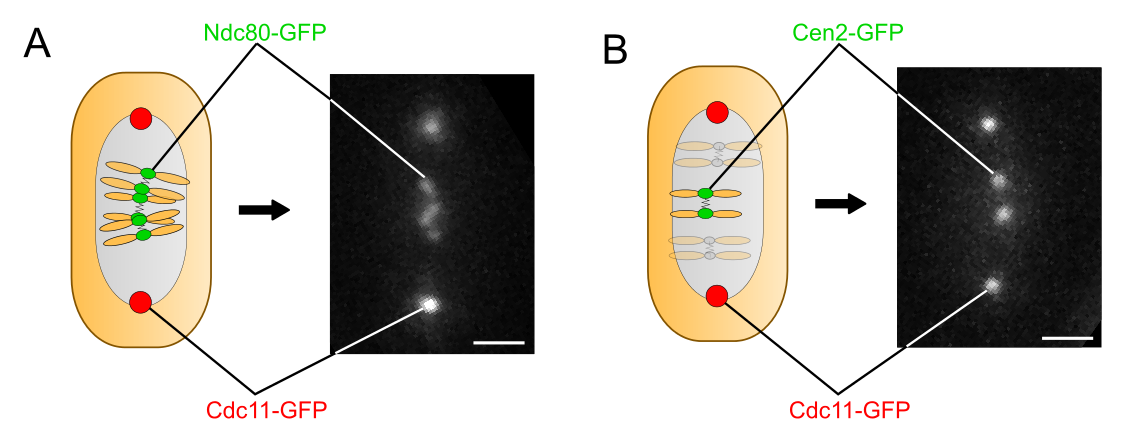 A
Ndc80-GFP
Cdc11-GFP
B
Cen2-GFP
Cdc11-GFP